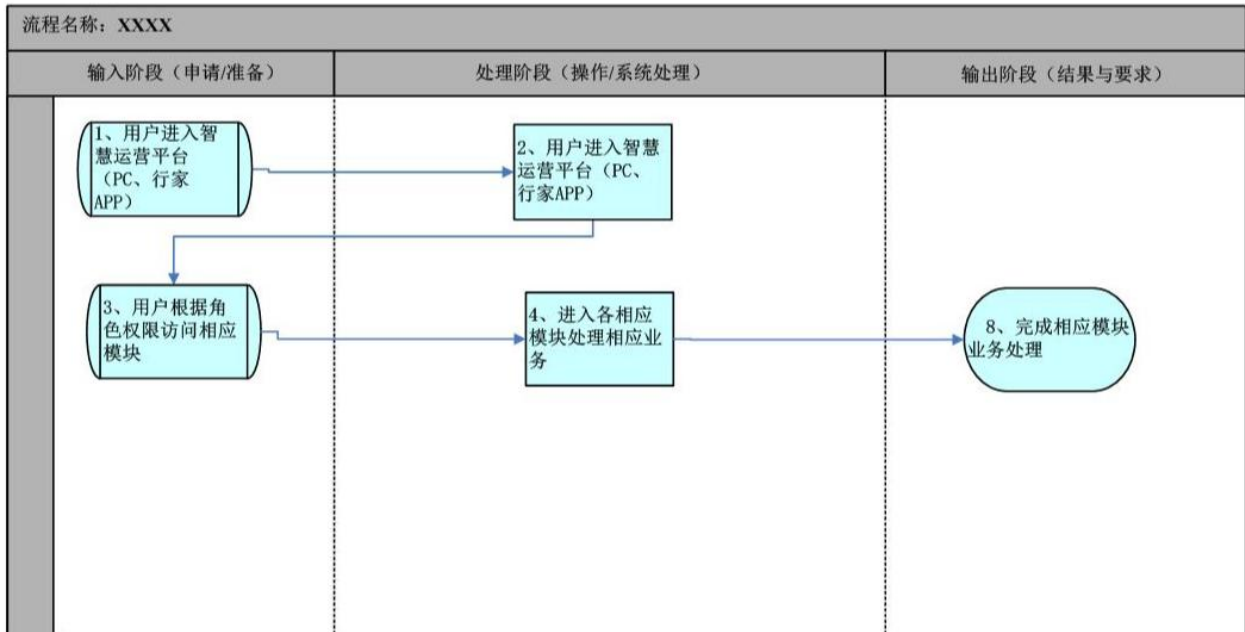 流程名称：XXXX
输入阶段（申请/准备）
处理阶段（操作/系统处理）
输出阶段（结果与要求）
1、用户进入智
慧运营平台
（PC、行家
APP）
2、用户进入智慧
运营平台（PC、
行家APP）
3、用户根据角
色权限访问相应
模块
4、进入各相应
模块处理相应业
务
8、完成相应模块
业务处理